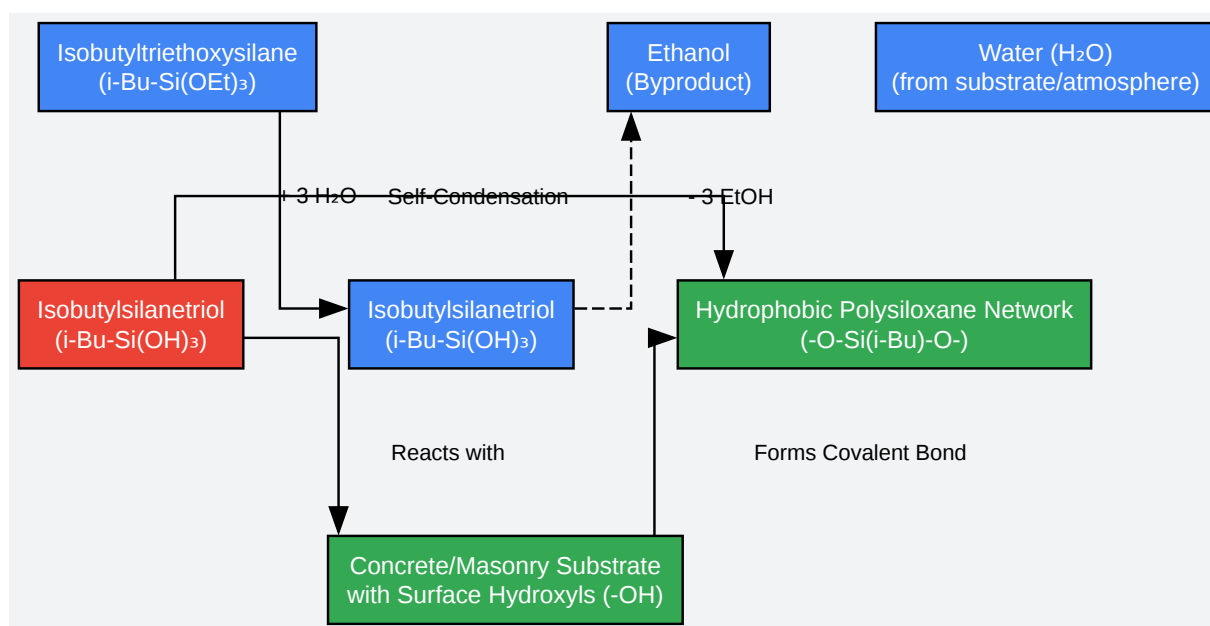 Isobutyltriethoxysilane
(i-Bu-Si(OEt)₃)
Ethanol
(Byproduct)
Water (H₂O)
(from substrate/atmosphere)
+ 3 H₂O
Self-Condensation
- 3 EtOH
Isobutylsilanetriol
(i-Bu-Si(OH)₃)
Isobutylsilanetriol
(i-Bu-Si(OH)₃)
Hydrophobic Polysiloxane Network
(-O-Si(i-Bu)-O-)
Reacts with
Forms Covalent Bond
Concrete/Masonry Substrate
with Surface Hydroxyls (-OH)